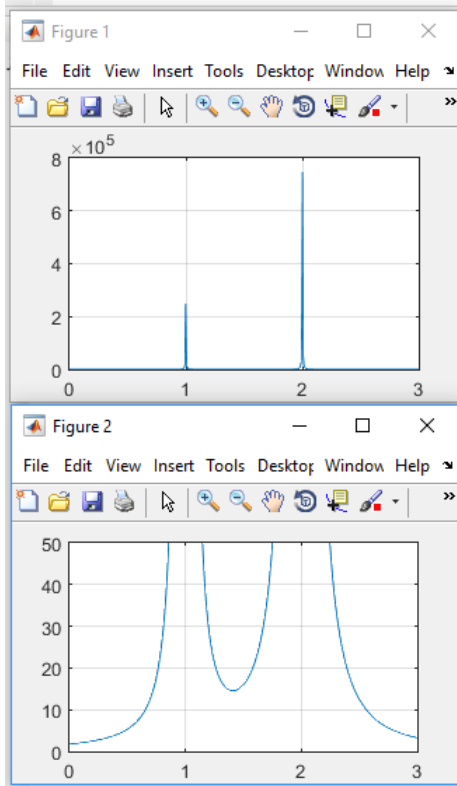 Figure 1
File Edit View Insert Tools Desktop Window Help
×10^5
8
6
4
2
0
0 1 2 3
Figure 2
File Edit View Insert Tools Desktop Window Help
50
40
30
20
10
0
0 1 2 3